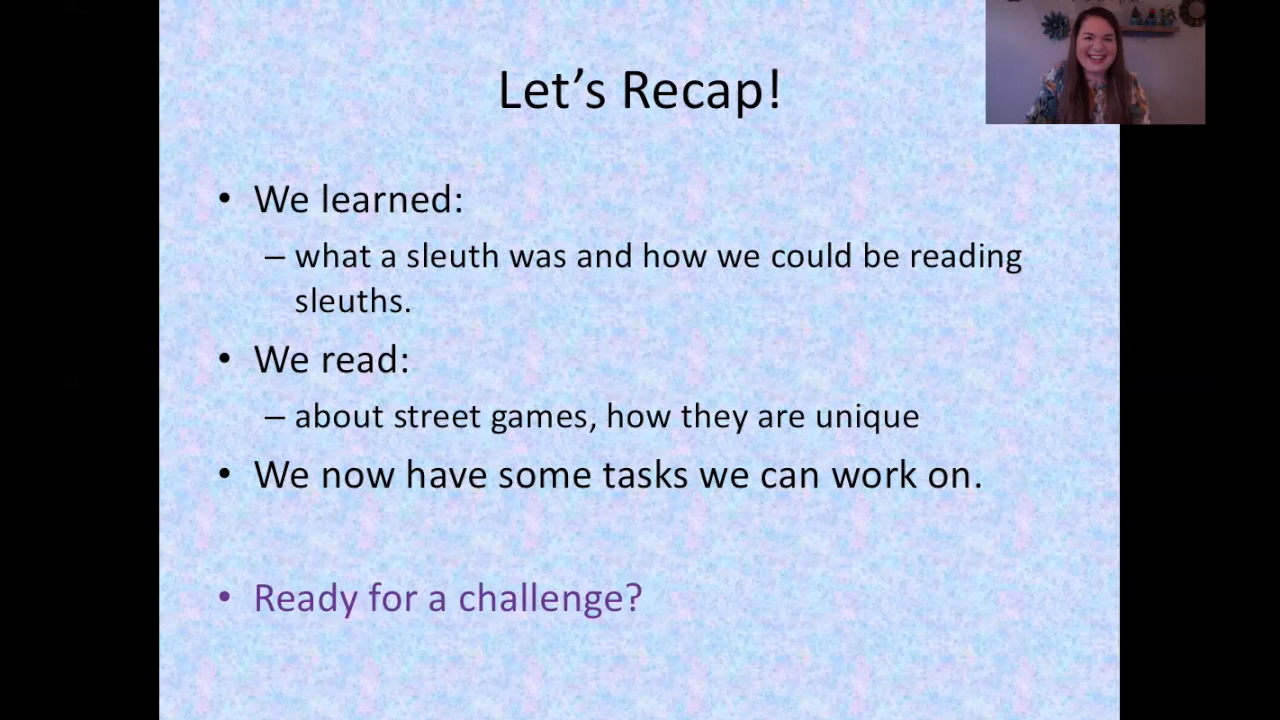 Let’s Recap!
• We learned:
– what a sleuth was and how we could be reading
sleuths.
• We read:
– about street games, how they are unique
• We now have some tasks we can work on.
• Ready for a challenge?